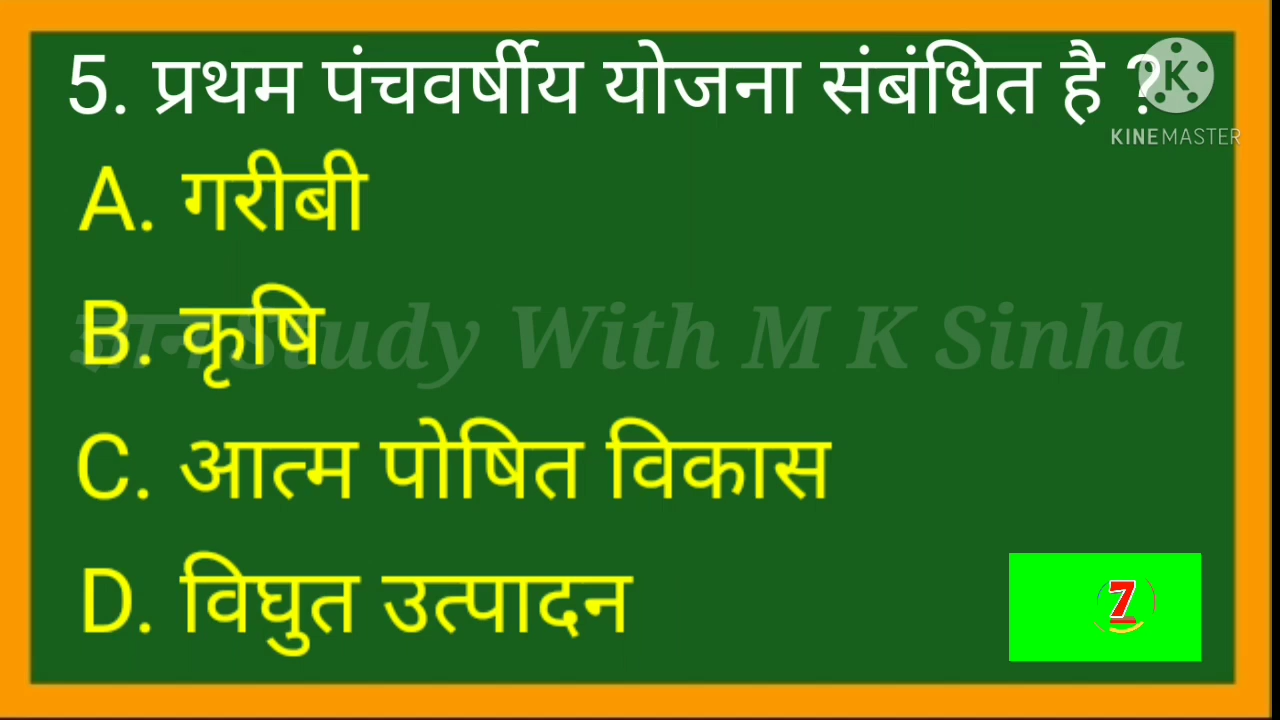 5. प्रथम पंचवर्षीय योजना संबंधित है ?
KINEMASTER
A. गरीबी
B. कृषि
ज्ञान Study With M K Sinha
C. आत्म पोषित विकास
D. विघुत उत्पादन
7